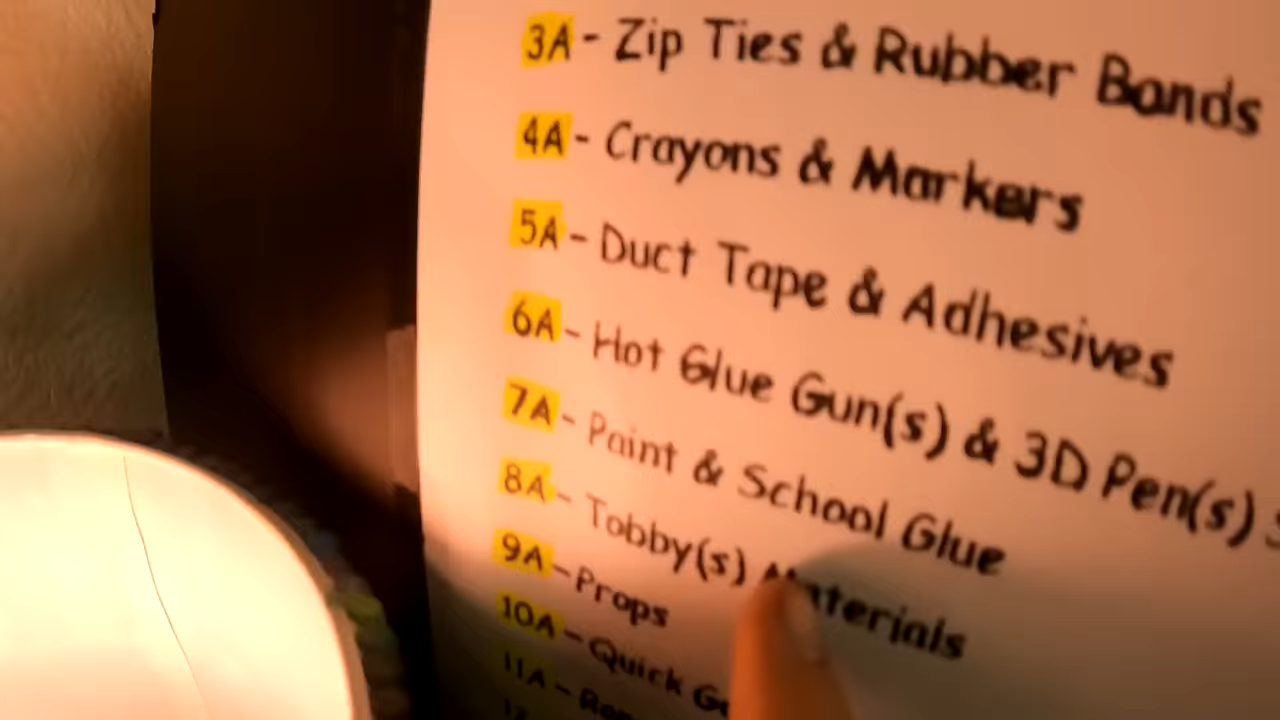 3A - Zip Ties & Rubber Bands
4A - Crayons & Markers
5A - Duct Tape & Adhesives
6A - Hot Glue Gun(s) & 3D Pen(s)
7A - Paint & School Glue
8A - Tobby(s) Materials
9A - Props
10A - Quick
11A -